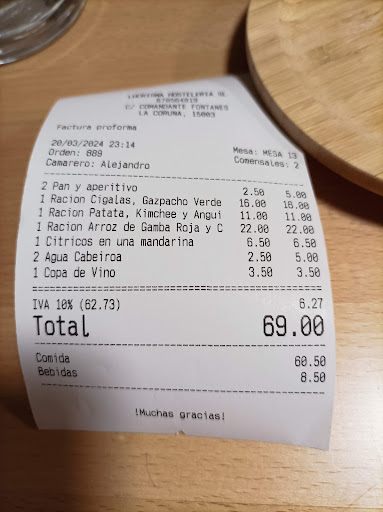 HOSTELERIA SL
C/ COMANDANTE FONTANES
LA CORUNA, 15003
Factura proforma
20/03/2024 23:14
Mesa: MESA 13
Orden: 889
Comensales: 2
Camarero: Alejandro
2 Pan y aperitivo 2.50 5.00
1 Racion Cigalas, Gazpacho Verde 16.00 16.00
1 Racion Patata, Kimchee y Angui 11.00 11.00
1 Racion Arroz de Gamba Roja y C 22.00 22.00
1 Citricos en una mandarina 6.50 6.50
2 Agua Cabeiroa 2.50 5.00
1 Copa de Vino 3.50 3.50
IVA 10% (62.73) 6.27
Total 69.00
Comida 60.50
Bebidas 8.50
¡Muchas gracias!